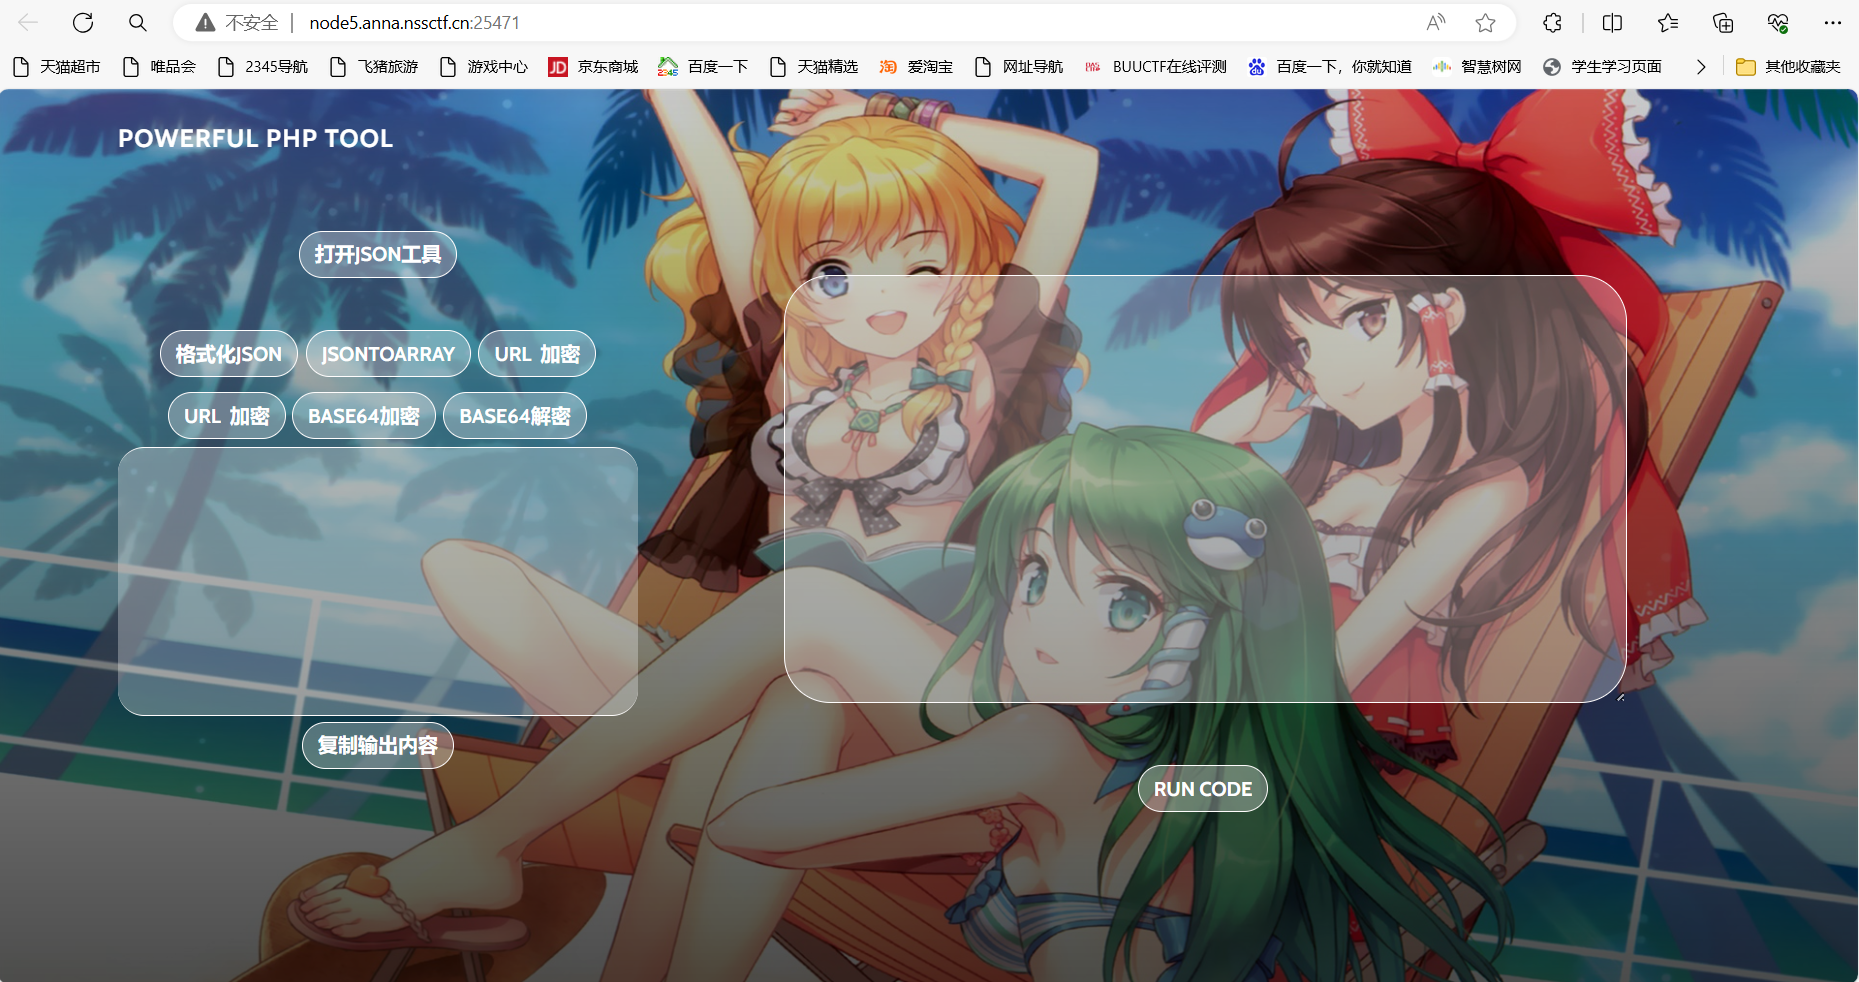 不安全 node5.anna.nssctf.cn:25471
天猫超市 唯品会 2345导航 飞猪旅游 游戏中心 JD 京东商城 2345 百度一下 天猫精选 淘 爱淘宝 网址导航 BUUCTF在线评测 百度一下，你就知道 智慧树网 学生学习页面 其他收藏夹
POWERFUL PHP TOOL
打开JSON工具
格式化JSON JSONTOARRAY URL 加密
URL 加密 BASE64加密 BASE64解密
复制输出内容
RUN CODE